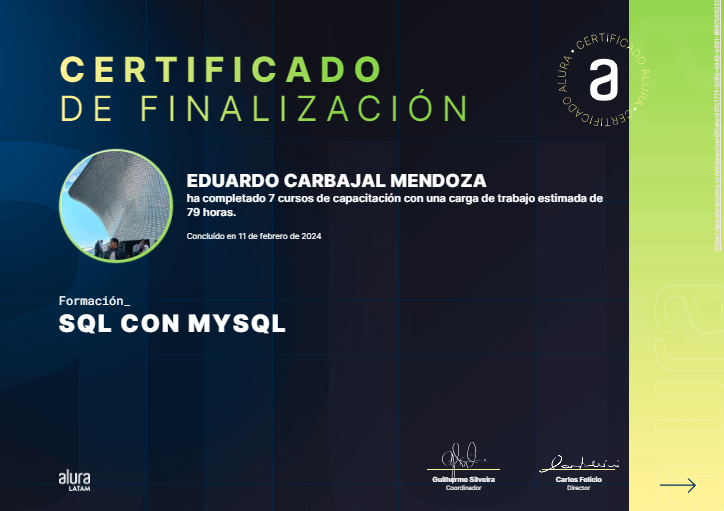 CERTIFICADO
DE FINALIZACIÓN
CERTIFICADO ALURA • CERTIFICADO ALURA •
a
EDUARDO CARBAJAL MENDOZA
ha completado 7 cursos de capacitación con una carga de trabajo estimada de
79 horas.
Concluído en 11 de febrero de 2024
Formación_
SQL CON MYSQL
alura
LATAM
Guilherme Silveira
Coordinador
Carlos Felício
Director
alura